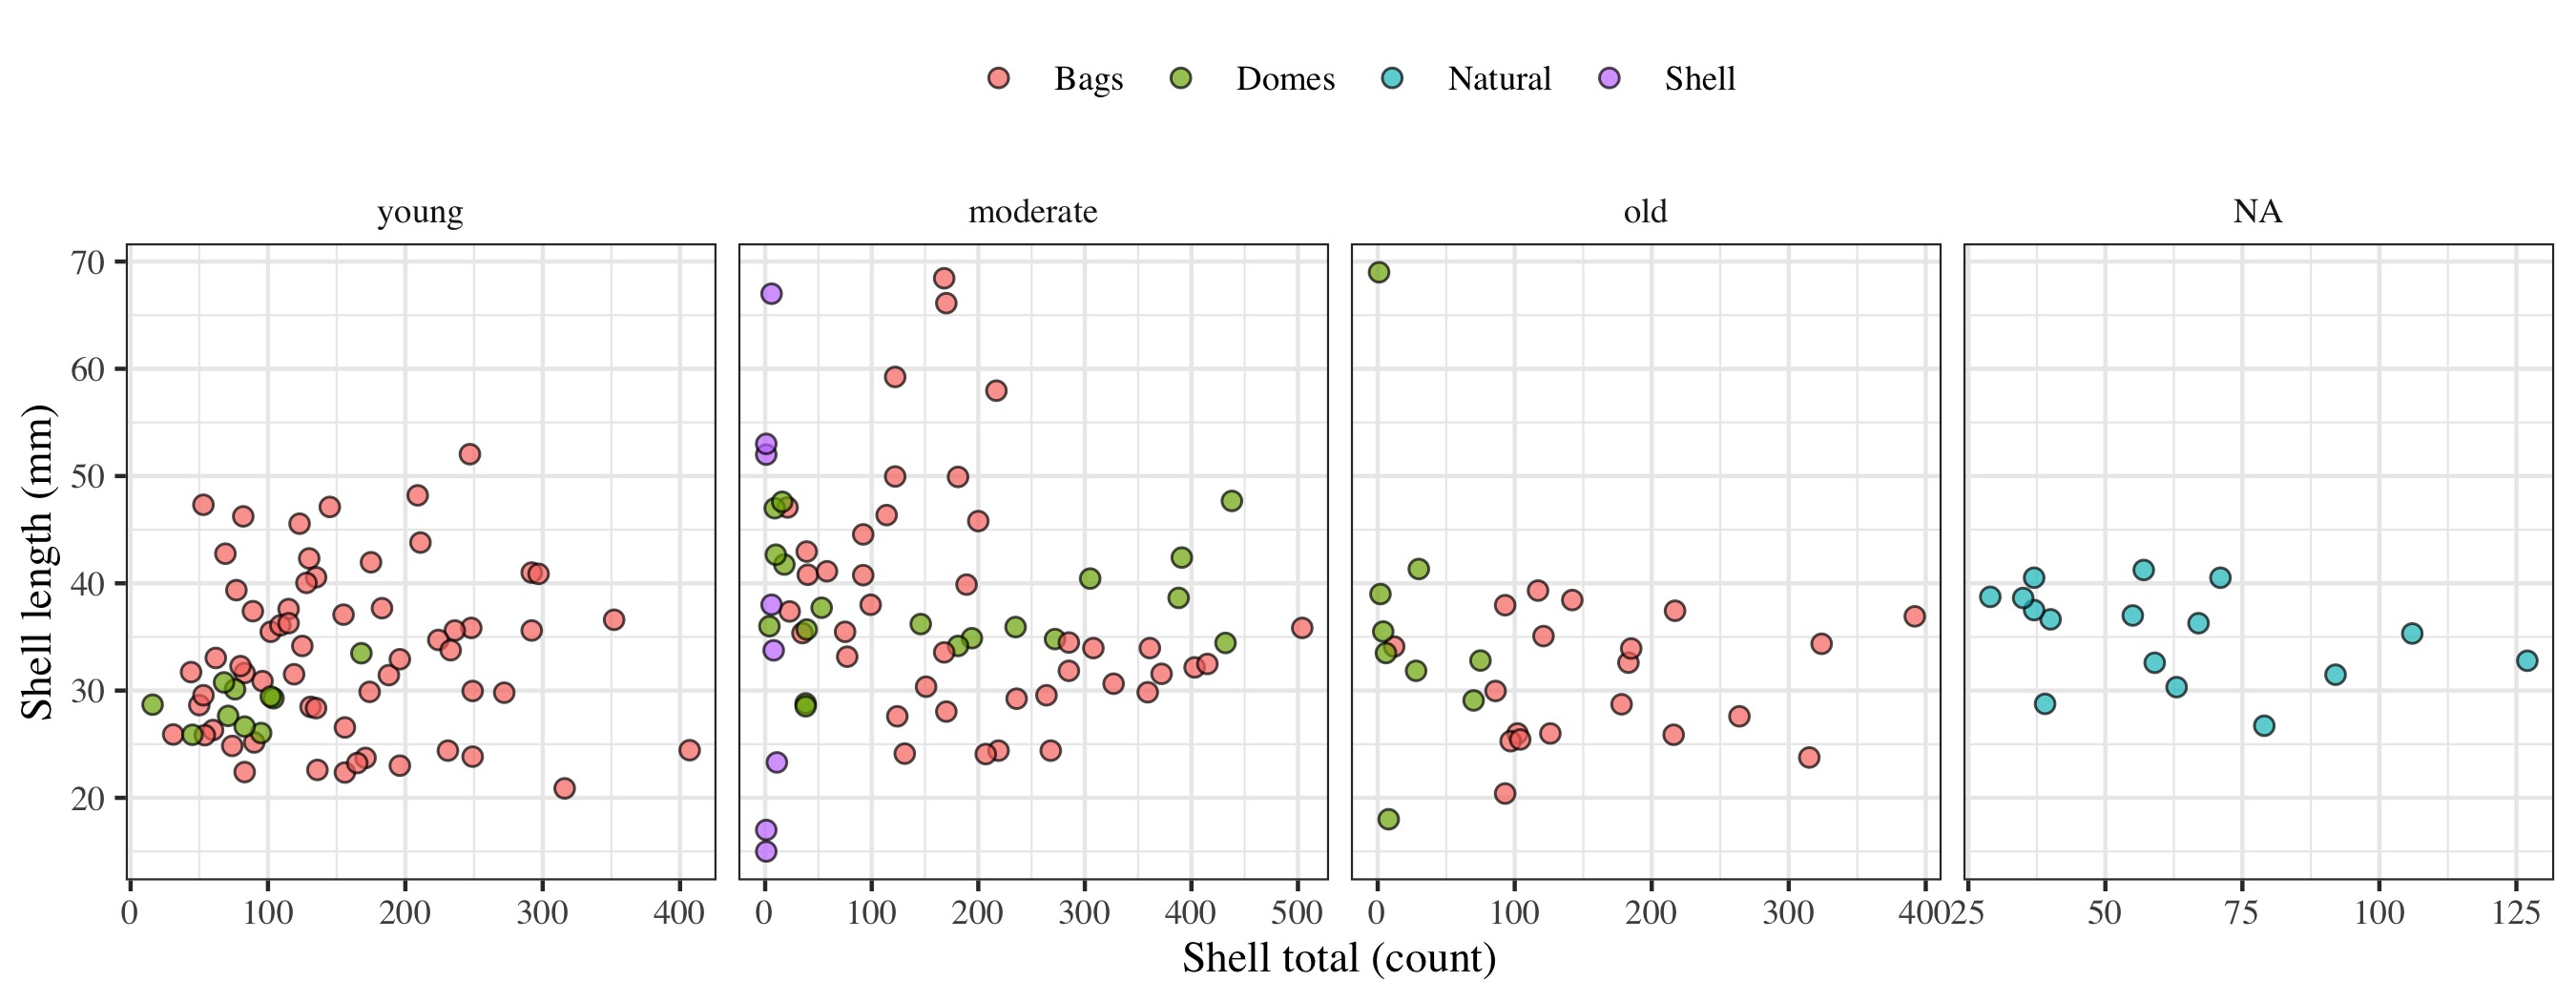 Bags Domes Natural Shell
young moderate old NA
70
60
50
40
30
20
Shell length (mm)
0 100 200 300 400 0 100 200 300 400 500 0 100 200 300 400 25 50 75 100 125
Shell total (count)